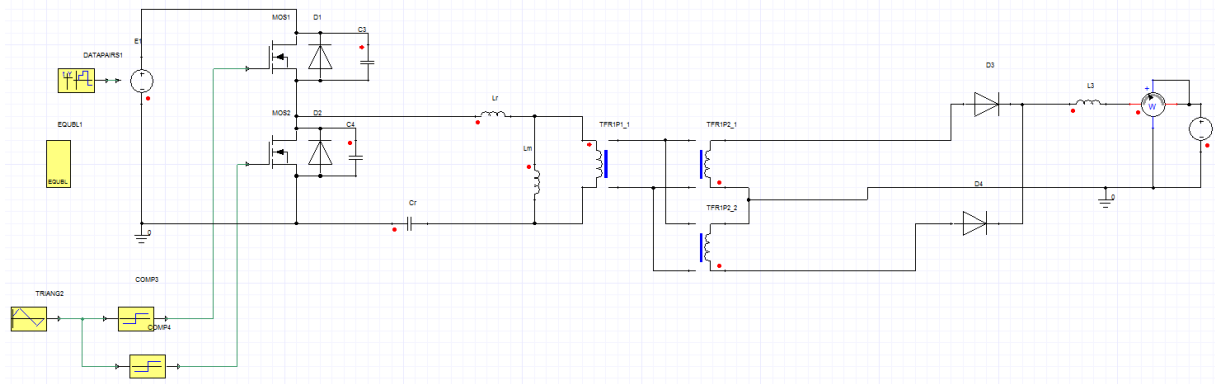 MOS1
D1
C3
E1
DATAPAIRS1
D3
L3
Lr
MOS2
D2
C4
TFR1P1_1
TFR1P2_1
W
EQUBL1
Lm
EQUBL
D4
TFR1P2_2
Cr
0
0
COMP3
TRIANG2
COMP4